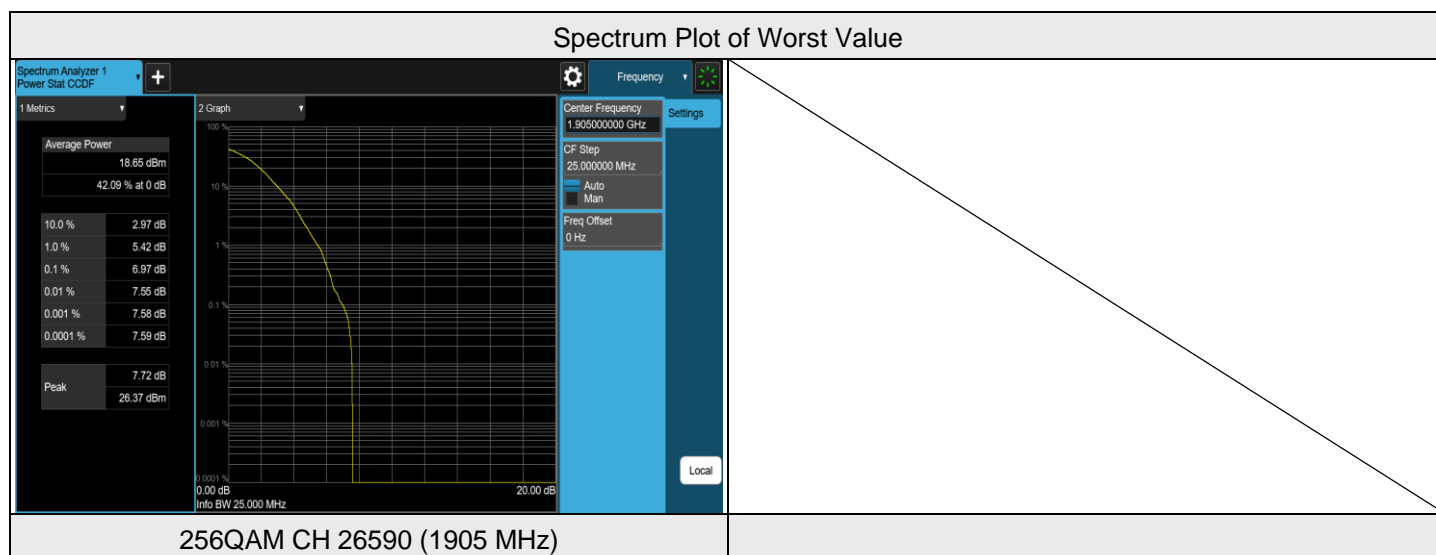 Spectrum Plot of Worst Value
Spectrum Analyzer 1
Power Stat CCDF
Frequency
1 Metrics
Average Power
18.65 dBm
42.09 % at 0 dB
10.0 % 2.97 dB
1.0 % 5.42 dB
0.1 % 6.97 dB
0.01 % 7.55 dB
0.001 % 7.58 dB
0.0001 % 7.59 dB
Peak
7.72 dB
26.37 dBm
2 Graph
100 %
10 %
1 %
0.1 %
0.01 %
0.001 %
0.0001 %
0.00 dB 20.00 dB
Info BW 25.000 MHz
Center Frequency
1.905000000 GHz
CF Step
25.000000 MHz
Auto
Man
Freq Offset
0 Hz
Settings
Local
256QAM CH 26590 (1905 MHz)